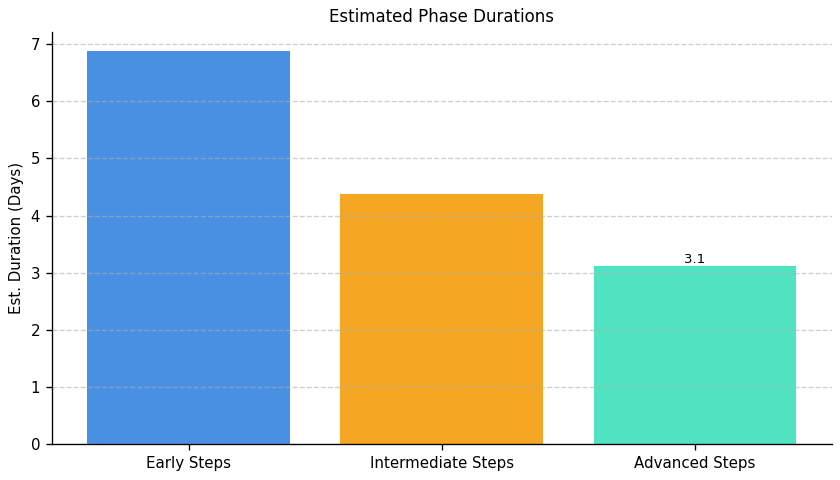 Estimated Phase Durations
Est. Duration (Days)
7
6
5
4
3
2
1
0
3.1
Early Steps
Intermediate Steps
Advanced Steps